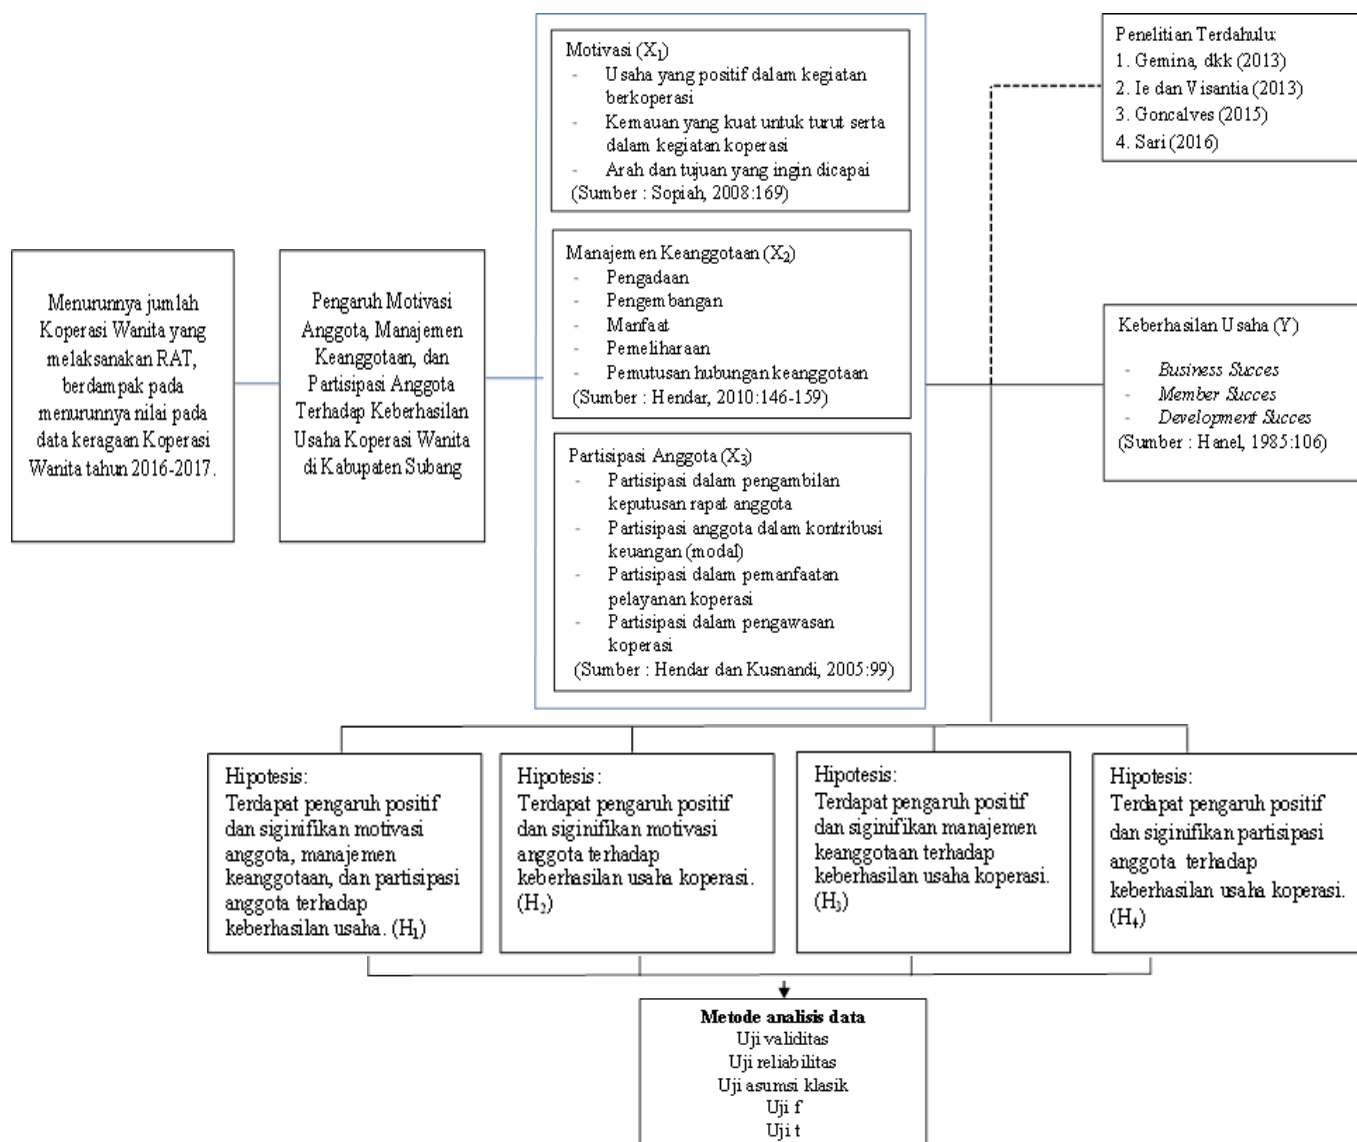 Menurunnya jumlah
Koperasi Wanita yang
melaksanakan RAT,
berdampak pada
menurunnya nilai pada
data keragaan Koperasi
Wanita tahun 2016-2017.
Pengaruh Motivasi
Anggota, Manajemen
Keanggotaan, dan
Partisipasi Anggota
Terhadap Keberhasilan
Usaha Koperasi Wanita
di Kabupaten Subang
Motivasi (X₁)
- Usaha yang positif dalam kegiatan
berkoperasi
- Kemauan yang kuat untuk turut serta
dalam kegiatan koperasi
- Arah dan tujuan yang ingin dicapai
(Sumber : Sopiah, 2008:169)
Manajemen Keanggotaan (X₂)
- Pengadaan
- Pengembangan
- Manfaat
- Pemeliharaan
- Pemutusan hubungan keanggotaan
(Sumber : Hendar, 2010:146-159)
Partisipasi Anggota (X₃)
- Partisipasi dalam pengambilan
keputusan rapat anggota
- Partisipasi anggota dalam kontribusi
keuangan (modal)
- Partisipasi dalam pemanfaatan
pelayanan koperasi
- Partisipasi dalam pengawasan
koperasi
(Sumber : Hendar dan Kusnandi, 2005:99)
Penelitian Terdahulu:
1. Gemina, dkk (2013)
2. Ie dan Visantia (2013)
3. Goncalves (2015)
4. Sari (2016)
Keberhasilan Usaha (Y)
- Business Succes
- Member Succes
- Development Succes
(Sumber : Hanel, 1985:106)
Hipotesis:
Terdapat pengaruh positif
dan siginifikan motivasi
anggota, manajemen
keanggotaan, dan partisipasi
anggota terhadap
keberhasilan usaha. (H₁)
Hipotesis:
Terdapat pengaruh positif
dan siginifikan motivasi
anggota terhadap
keberhasilan usaha koperasi.
(H₂)
Hipotesis:
Terdapat pengaruh positif
dan siginifikan manajemen
keanggotaan terhadap
keberhasilan usaha koperasi.
(H₃)
Hipotesis:
Terdapat pengaruh positif
dan siginifikan partisipasi
anggota terhadap
keberhasilan usaha koperasi.
(H₄)
Metode analisis data
Uji validitas
Uji reliabilitas
Uji asumsi klasik
Uji f
Uji t